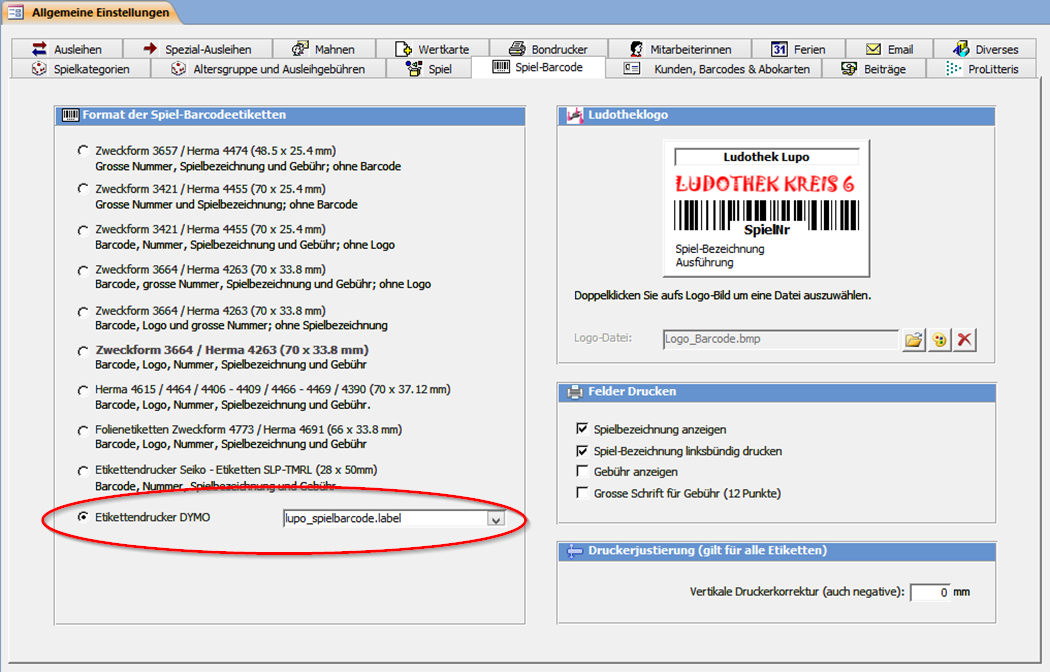 Allgemeine Einstellungen
Ausleihen
Spezial-Ausleihen
Mahnen
Wertkarte
Bondrucker
Mitarbeiterinnen
31 Ferien
Email
Diverses
Spielkategorien
Altersgruppe und Ausleihgebühren
Spiel
Spiel-Barcode
Kunden, Barcodes & Abokarten
Beiträge
ProLitteris
Format der Spiel-Barcodeetiketten
Zweckform 3657 / Herma 4474 (48.5 x 25.4 mm)
Grosse Nummer, Spielbezeichnung und Gebühr; ohne Barcode
Zweckform 3421 / Herma 4455 (70 x 25.4 mm)
Grosse Nummer und Spielbezeichnung; ohne Barcode
Zweckform 3421 / Herma 4455 (70 x 25.4 mm)
Barcode, Nummer, Spielbezeichnung und Gebühr; ohne Logo
Zweckform 3664 / Herma 4263 (70 x 33.8 mm)
Barcode, grosse Nummer, Spielbezeichnung und Gebühr; ohne Logo
Zweckform 3664 / Herma 4263 (70 x 33.8 mm)
Barcode, Logo und grosse Nummer; ohne Spielbezeichnung
Zweckform 3664 / Herma 4263 (70 x 33.8 mm)
Barcode, Logo, Nummer, Spielbezeichnung und Gebühr
Herma 4615 / 4464 / 4406 - 4409 / 4466 - 4469 / 4390 (70 x 37.12 mm)
Barcode, Logo, Nummer, Spielbezeichnung und Gebühr.
Folienetiketten Zweckform 4773 / Herma 4691 (66 x 33.8 mm)
Barcode, Logo, Nummer, Spielbezeichnung und Gebühr
Etikettendrucker Seiko - Etiketten SLP-TMRL (28 x 50mm)
Barcode, Nummer, Spielbezeichnung und Gebühr
Etikettendrucker DYMO
lupo_spielbarcode.label
Ludotheklogo
Ludothek Lupo
LUDOTHEK KREIS 6
SpielNr
Spiel-Bezeichnung
Ausführung
Doppelklicken Sie aufs Logo-Bild um eine Datei auszuwählen.
Logo-Datei:
Logo_Barcode.bmp
Felder Drucken
Spielbezeichnung anzeigen
Spiel-Bezeichnung linksbündig drucken
Gebühr anzeigen
Grosse Schrift für Gebühr (12 Punkte)
Druckerjustierung (gilt für alle Etiketten)
Vertikale Druckerkorrektur (auch negative):
0 mm